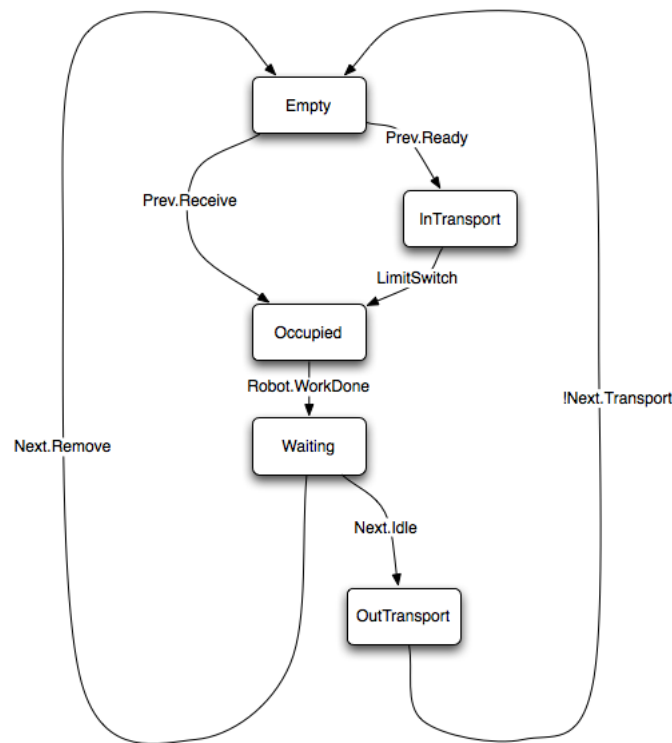 Empty
Prev.Ready
Prev.Receive
InTransport
LimitSwitch
Occupied
Robot.WorkDone
!Next.Transport
Next.Remove
Waiting
Next.Idle
OutTransport